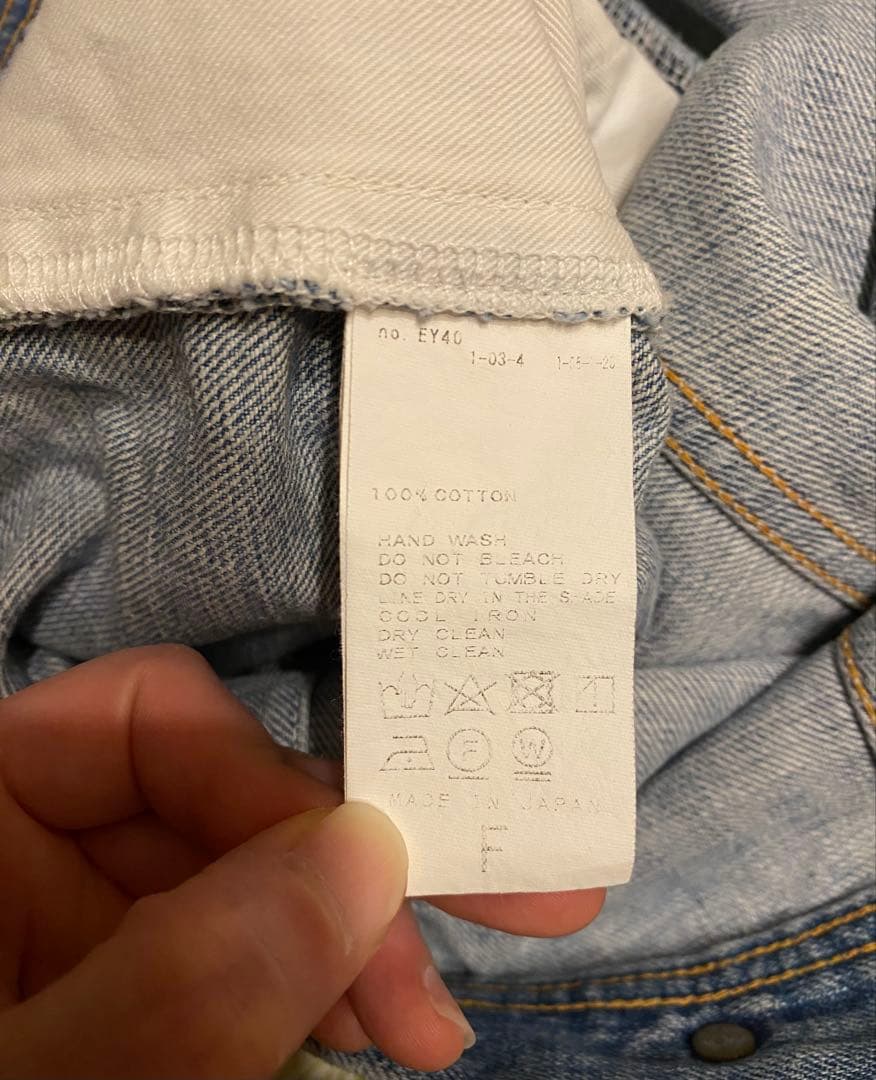 no. EY40
1-03-4
100% COTTON
HAND WASH
DO NOT BLEACH
DO NOT TUMBLE DRY
LINE DRY IN THE SHADE
COOL IRON
DRY CLEAN
WET CLEAN
F W
MADE IN JAPAN
F